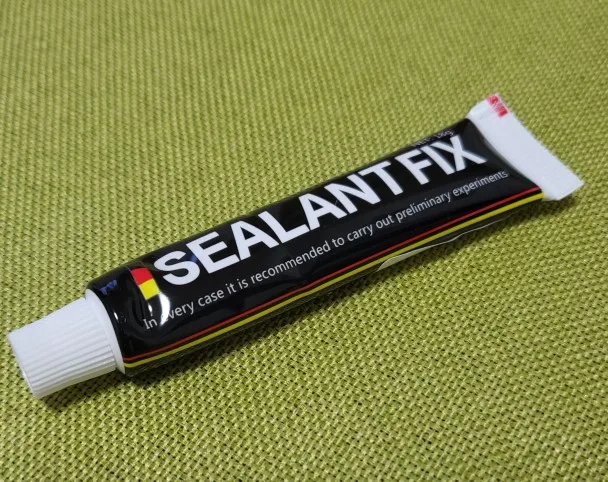 SEALANT FIX
In every case it is recommended to carry out preliminary experiments